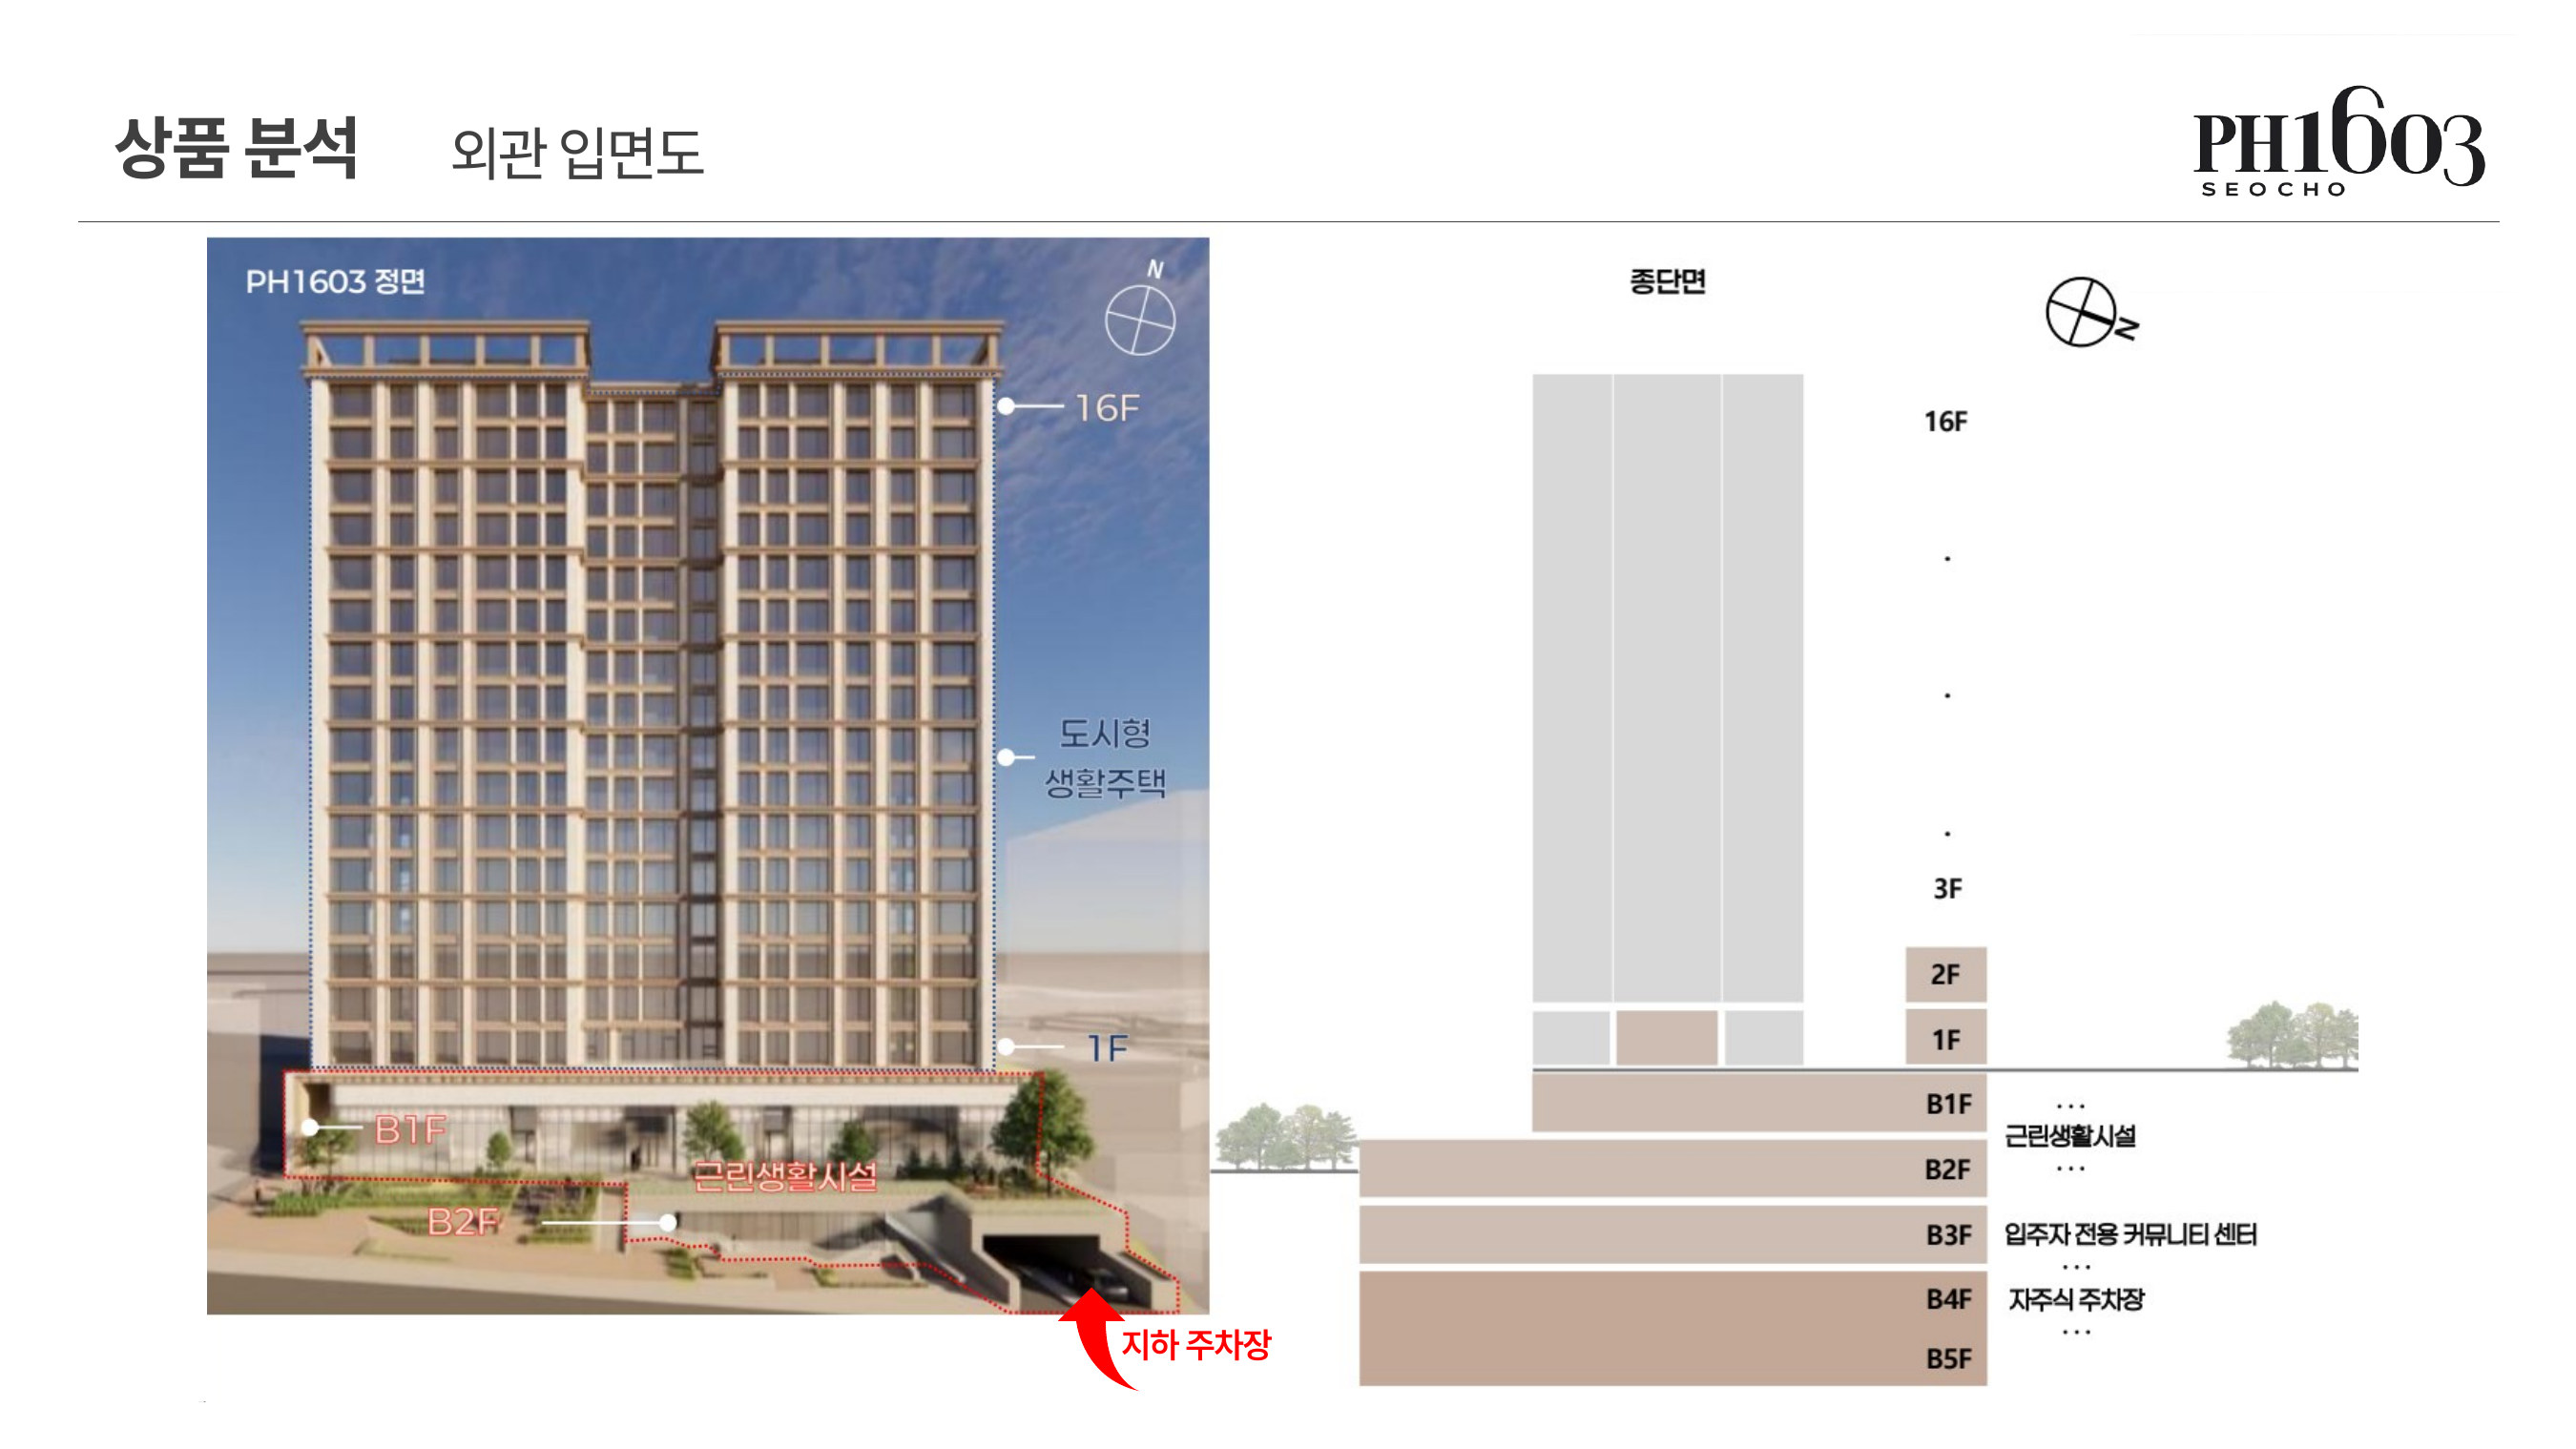 상품 분석
외관 입면도
PH1603
SEOCHO
PH1603 정면
N
16F
도시형
생활주택
1F
B1F
근린생활시설
B2F
지하 주차장
종단면
N
16F
.
.
.
3F
2F
1F
B1F
...
근린생활시설
B2F
...
B3F
입주자 전용 커뮤니티 센터
...
B4F
자주식 주차장
...
B5F